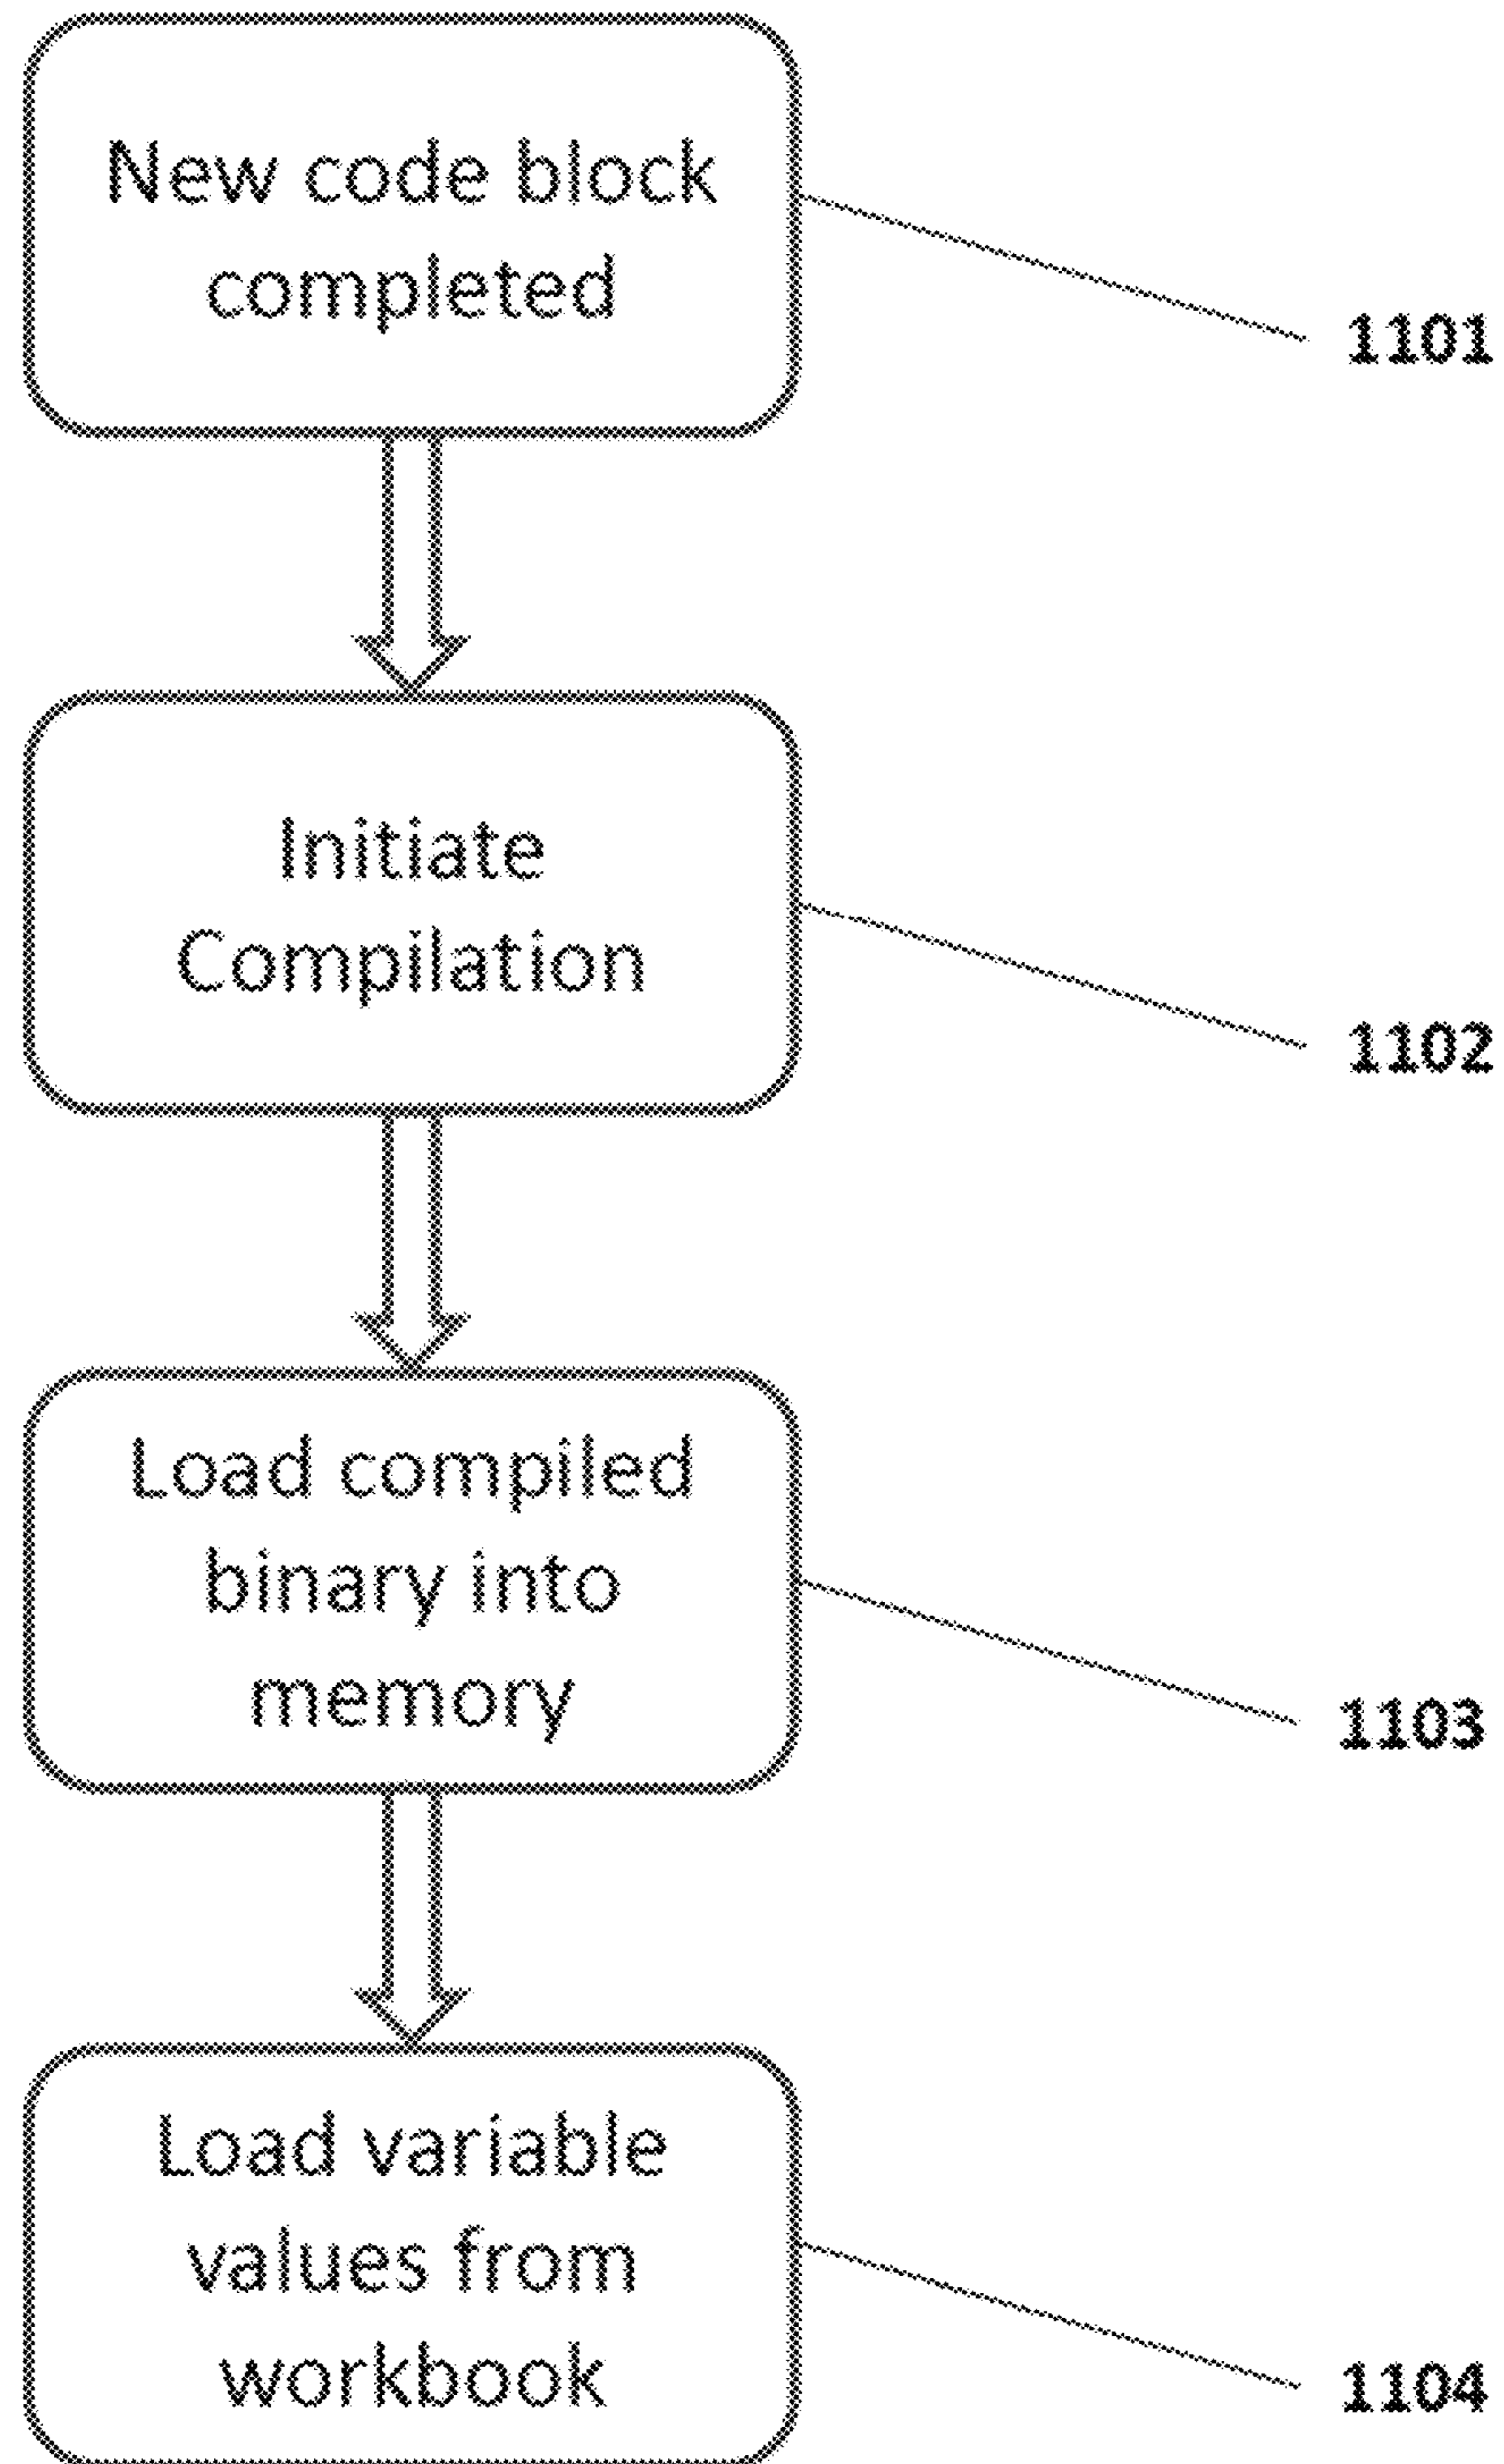 New code block
completed
1101
Initiate
Compilation
1102
Load compiled
binary into
memory
1103
Load variable
values from
workbook
1104